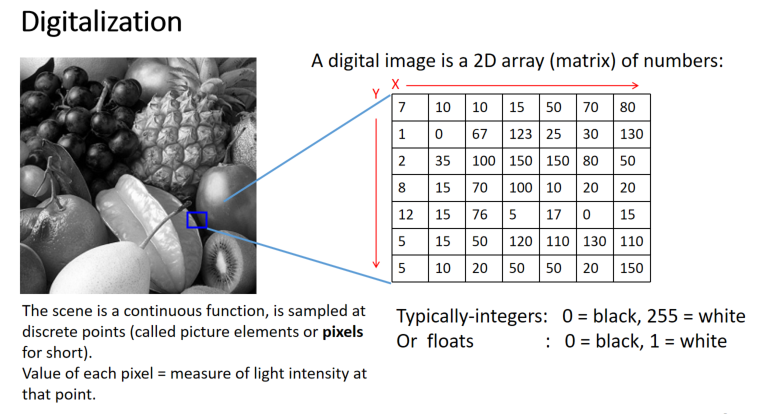 Digitalization
A digital image is a 2D array (matrix) of numbers:
X
Y
7 10 10 15 50 70 80
1 0 67 123 25 30 130
2 35 100 150 150 80 50
8 15 70 100 10 20 20
12 15 76 5 17 0 15
5 15 50 120 110 130 110
5 10 20 50 50 20 150
The scene is a continuous function, is sampled at
discrete points (called picture elements or pixels
for short).
Value of each pixel = measure of light intensity at
that point.
Typically-integers: 0 = black, 255 = white
Or floats : 0 = black, 1 = white